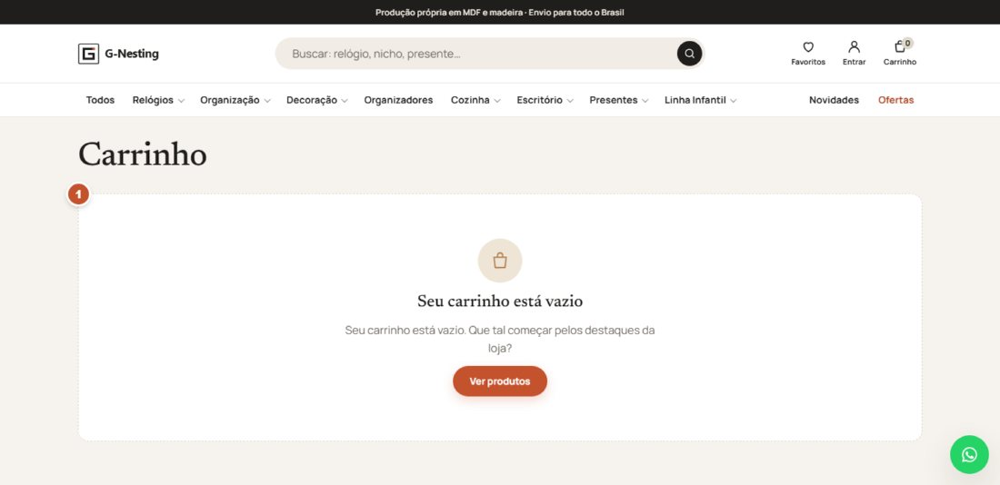 Produção própria em MDF e madeira · Envio para todo o Brasil
G-Nesting
Buscar: relógio, nicho, presente...
Favoritos
Entrar
0
Carrinho
Todos
Relógios
Organização
Decoração
Organizadores
Cozinha
Escritório
Presentes
Linha Infantil
Novidades
Ofertas
Carrinho
1
Seu carrinho está vazio
Seu carrinho está vazio. Que tal começar pelos destaques da
loja?
Ver produtos